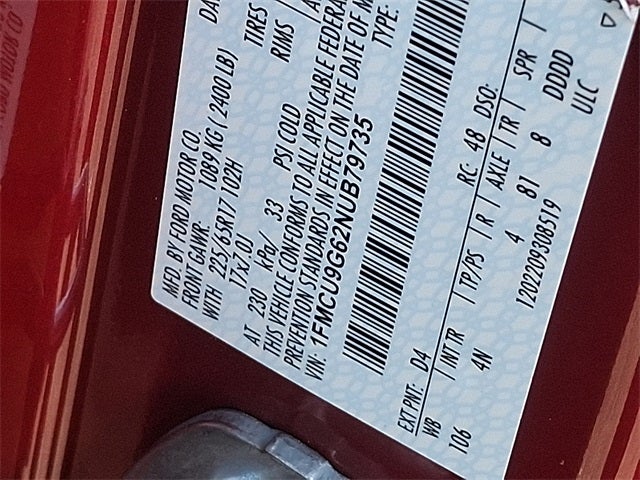 MFD. BY FORD MOTOR CO.
FRONT GAWR: 1089 KG ( 2400 LB)
WITH 225/65R17 102H TIRES
17x7.0J RIMS
AT 230 kPa/ 33 PSI COLD
THIS VEHICLE CONFORMS TO ALL APPLICABLE FEDERA
PREVENTION STANDARDS IN EFFECT ON THE DATE OF M
VIN: 1FMCU9G62NUB79735 TYPE:
EXT PNT: D4 RC: 48 DSO:
WB INT TR TP/PS R AXLE TR SPR
106 4N 4 81 8 DDDD
1202209308519 ULC